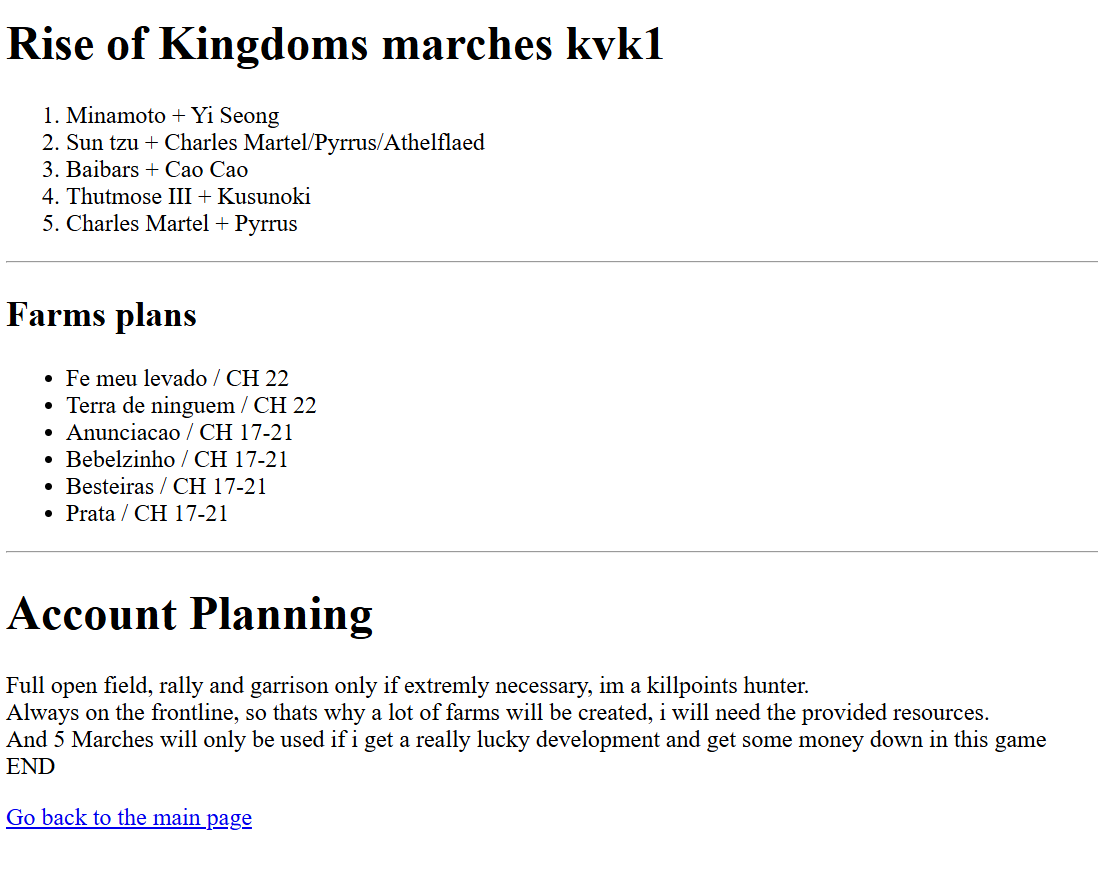 Rise of Kingdoms marches kvk1
1. Minamoto + Yi Seong
2. Sun tzu + Charles Martel/Pyrrus/Athelflaed
3. Baibars + Cao Cao
4. Thutmose III + Kusunoki
5. Charles Martel + Pyrrus
Farms plans
• Fe meu levado / CH 22
• Terra de ninguem / CH 22
• Anunciacao / CH 17-21
• Bebelzinho / CH 17-21
• Besteiras / CH 17-21
• Prata / CH 17-21
Account Planning
Full open field, rally and garrison only if extremly necessary, im a killpoints hunter.
Always on the frontline, so thats why a lot of farms will be created, i will need the provided resources.
And 5 Marches will only be used if i get a really lucky development and get some money down in this game
END
Go back to the main page